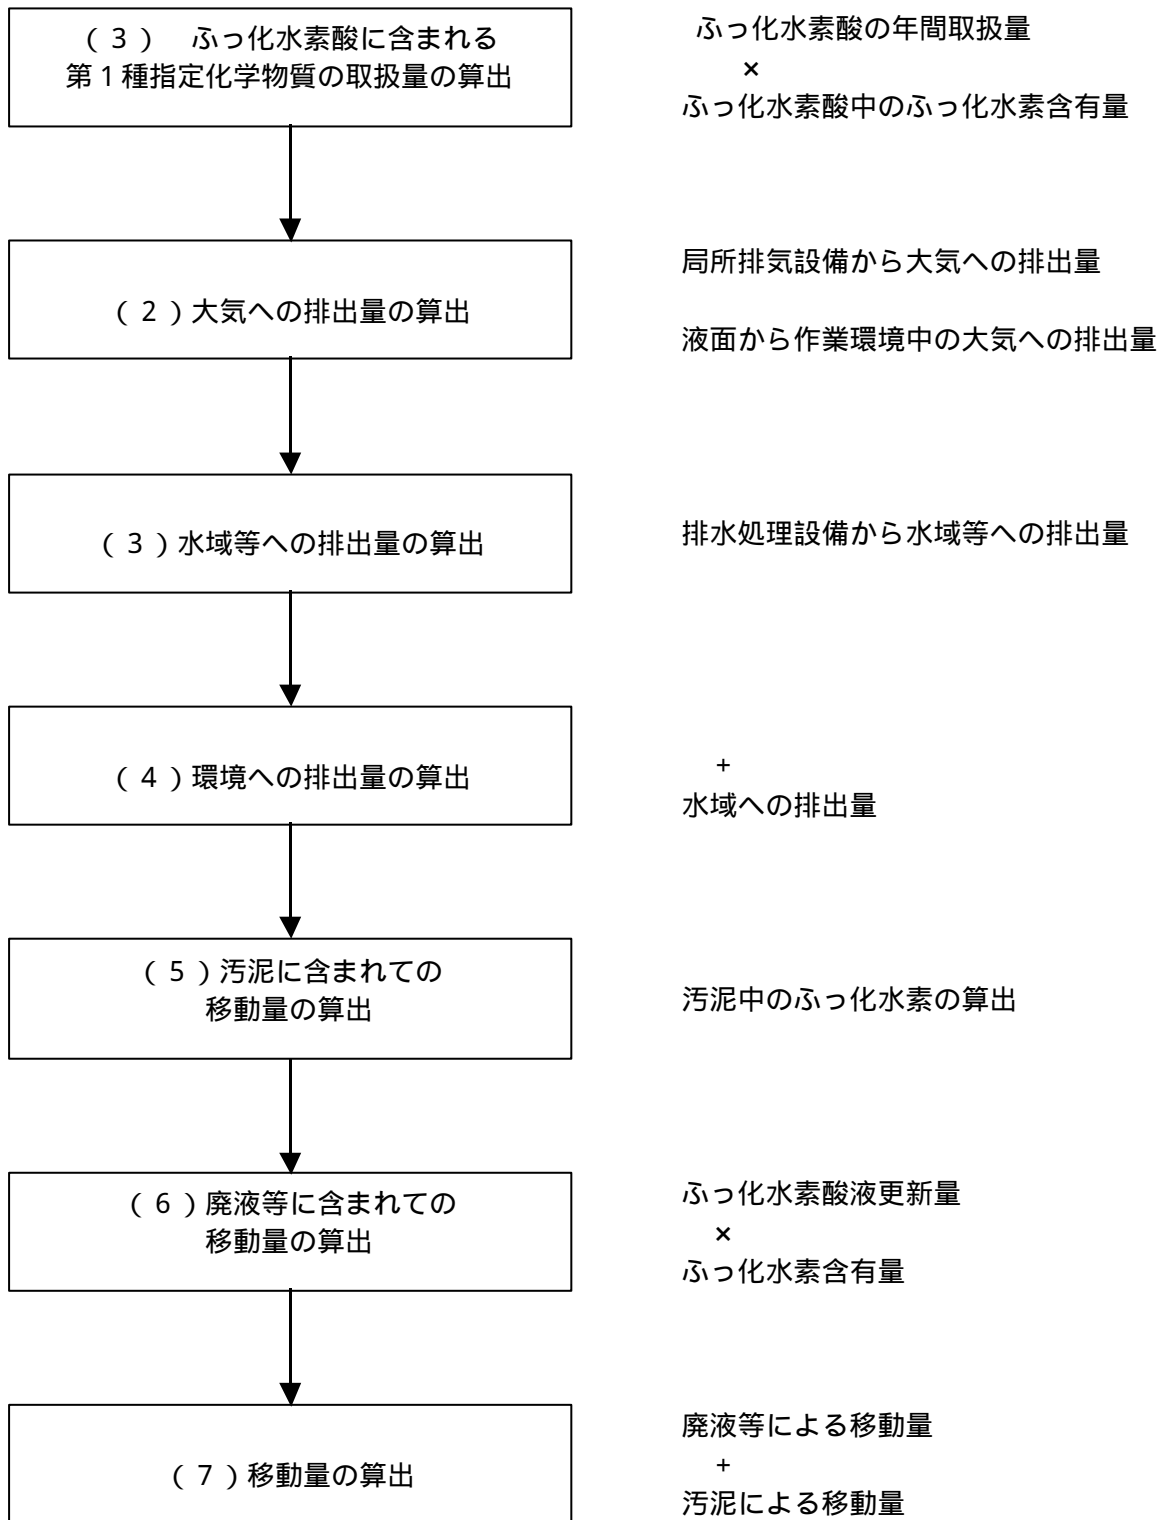 （3）　ふっ化水素酸に含まれる
第1種指定化学物質の取扱量の算出
ふっ化水素酸の年間取扱量
×
ふっ化水素酸中のふっ化水素含有量
（2）大気への排出量の算出
局所排気設備から大気への排出量
液面から作業環境中の大気への排出量
（3）水域等への排出量の算出
排水処理設備から水域等への排出量
（4）環境への排出量の算出
+
水域への排出量
（5）汚泥に含まれての
移動量の算出
汚泥中のふっ化水素の算出
（6）廃液等に含まれての
移動量の算出
ふっ化水素酸液更新量
×
ふっ化水素含有量
（7）移動量の算出
廃液等による移動量
+
汚泥による移動量